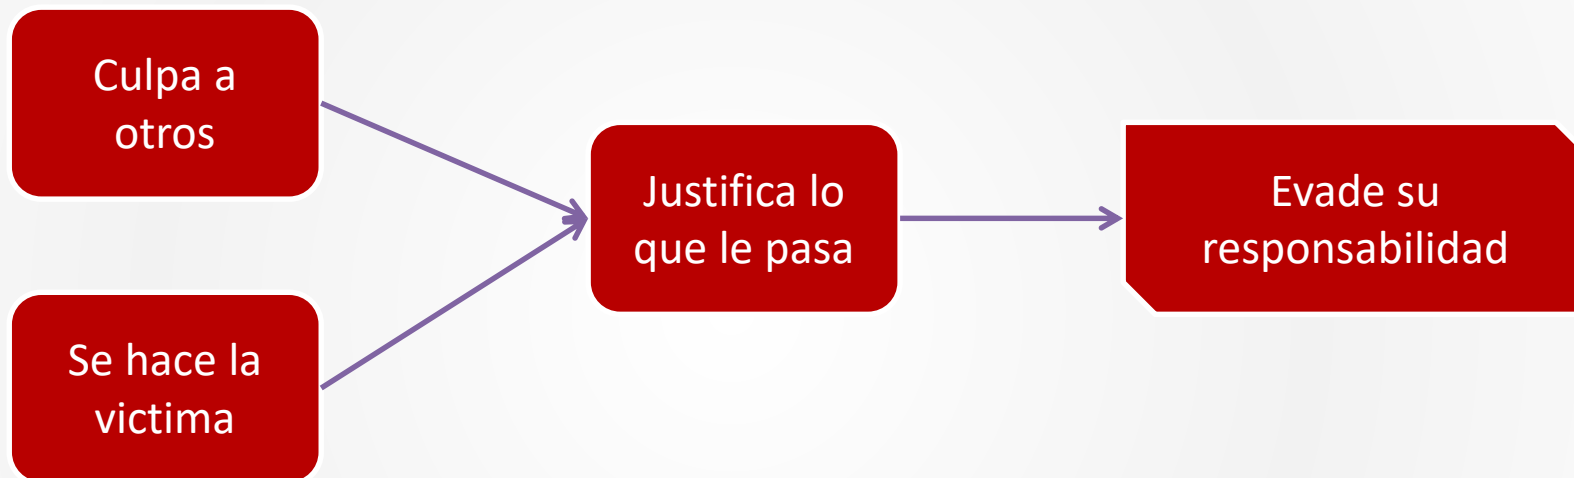 Culpa a
otros
Se hace la
victima
Justifica lo
que le pasa
Evade su
responsabilidad